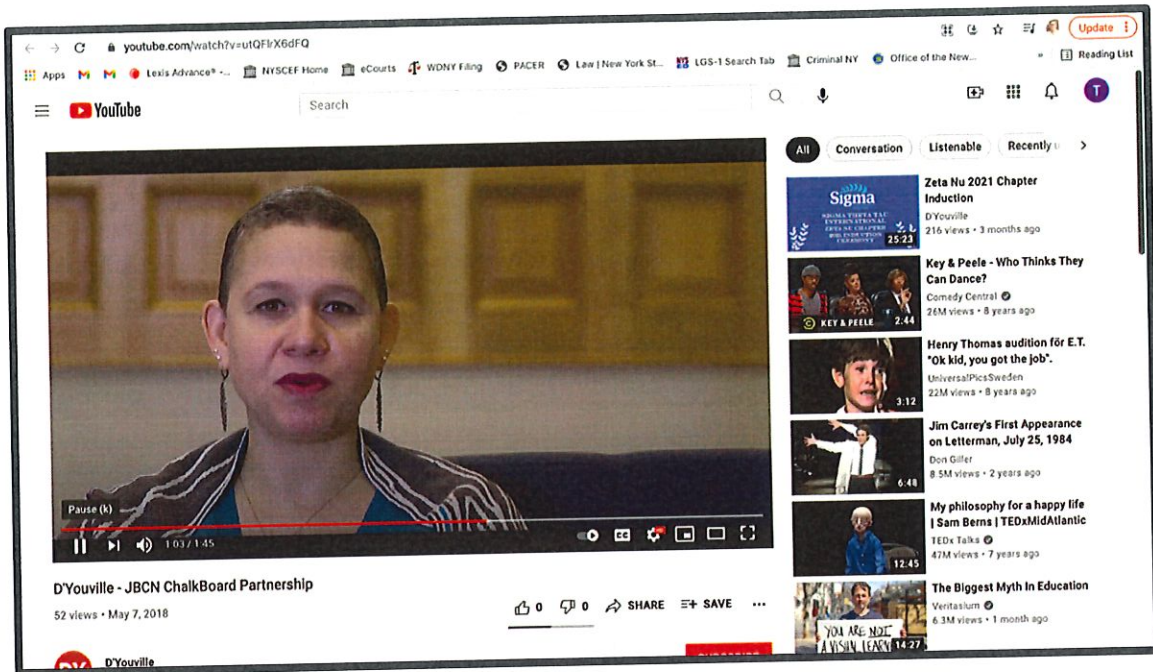 youtube.com/watch?v=utQFlrX6dFQ
Update
Apps
Lexis Advance® -...
NYSCEF Home
eCourts
WDNY Filing
PACER
Law | New York St...
LGS-1 Search Tab
Criminal NY
Office of the New...
»
Reading List
YouTube
Search
T
All
Conversation
Listenable
Recently u
Pause (k)
1:03 / 1:45
CC
D'Youville - JBCN ChalkBoard Partnership
52 views • May 7, 2018
0
0
SHARE
SAVE
D'Youville
Sigma
SIGMA THETA TAU
INTERNATIONAL
25:23
Zeta Nu 2021 Chapter
Induction
D'Youville
216 views • 3 months ago
KEY & PEELE
2:44
Key & Peele - Who Thinks They
Can Dance?
Comedy Central
26M views • 8 years ago
3:12
Henry Thomas audition för E.T.
"Ok kid, you got the job".
UniversalPicsSweden
22M views • 8 years ago
6:48
Jim Carrey's First Appearance
on Letterman, July 25, 1984
Don Giller
8.5M views • 2 years ago
12:45
My philosophy for a happy life
| Sam Berns | TEDxMidAtlantic
TEDx Talks
47M views • 7 years ago
YOU ARE NOT
A VISUAL LEARN
14:27
The Biggest Myth In Education
Veritasium
6.3M views • 1 month ago